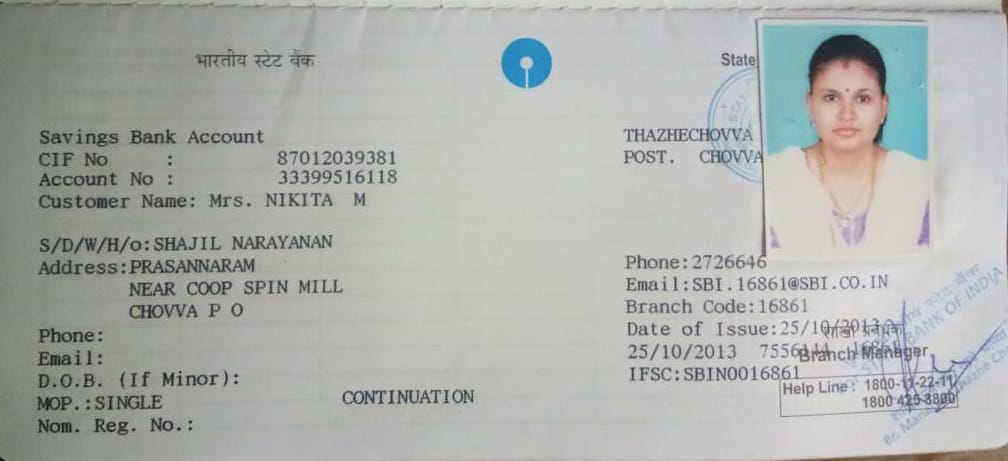 भारतीय स्टेट बैंक
State
Savings Bank Account
CIF No : 87012039381
Account No : 33399516118
Customer Name: Mrs. NIKITA M
S/D/W/H/o: SHAJIL NARAYANAN
Address: PRASANNARAM
NEAR COOP SPIN MILL
CHOVVA P O
Phone:
Email:
D.O.B. (If Minor):
MOP.: SINGLE
CONTINUATION
Nom. Reg. No.:
THAZHECHOVVA
POST. CHOVVA
Phone: 2726646
Email: SBI.16861@SBI.CO.IN
Branch Code: 16861
Date of Issue: 25/10/2013
शाखा प्रबंधक
25/10/2013 16861
Branch Manager
IFSC: SBIN0016861
Help Line : 1800-11-22-11
1800 425 3800
स्टेट बैंक
BANK OF INDIA